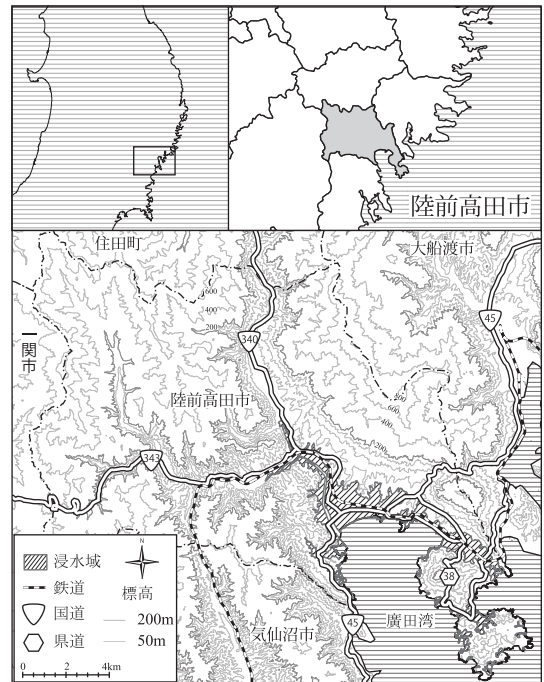 陸前高田市
住田町
大船渡市
600
400
200
45
340
一関市
陸前高田市
800
600
400
200
343
浸水域
N
鉄道
標高
国道
200m
県道
50m
0 2 4km
38
45
廣田湾
気仙沼市